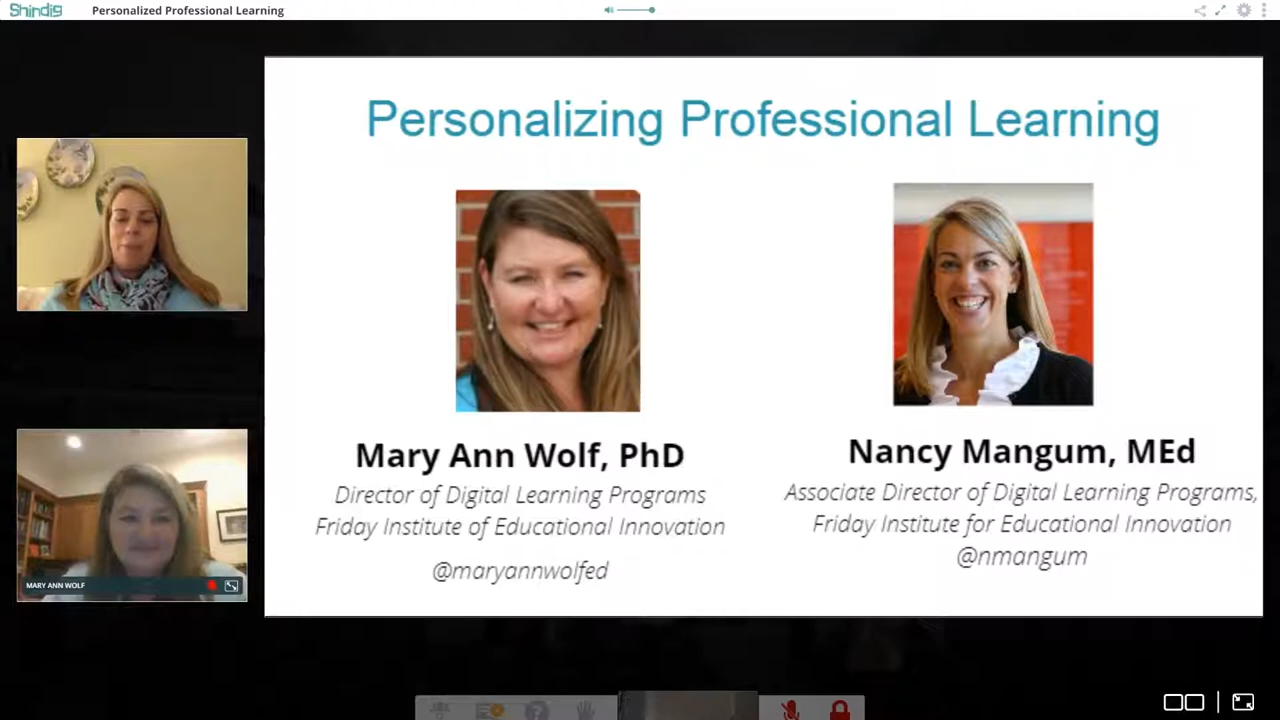 Shindig
Personalized Professional Learning
Personalizing Professional Learning
Mary Ann Wolf, PhD
Director of Digital Learning Programs
Friday Institute of Educational Innovation
@maryannwolfed
Nancy Mangum, MEd
Associate Director of Digital Learning Programs,
Friday Institute for Educational Innovation
@nmangum
MARY ANN WOLF